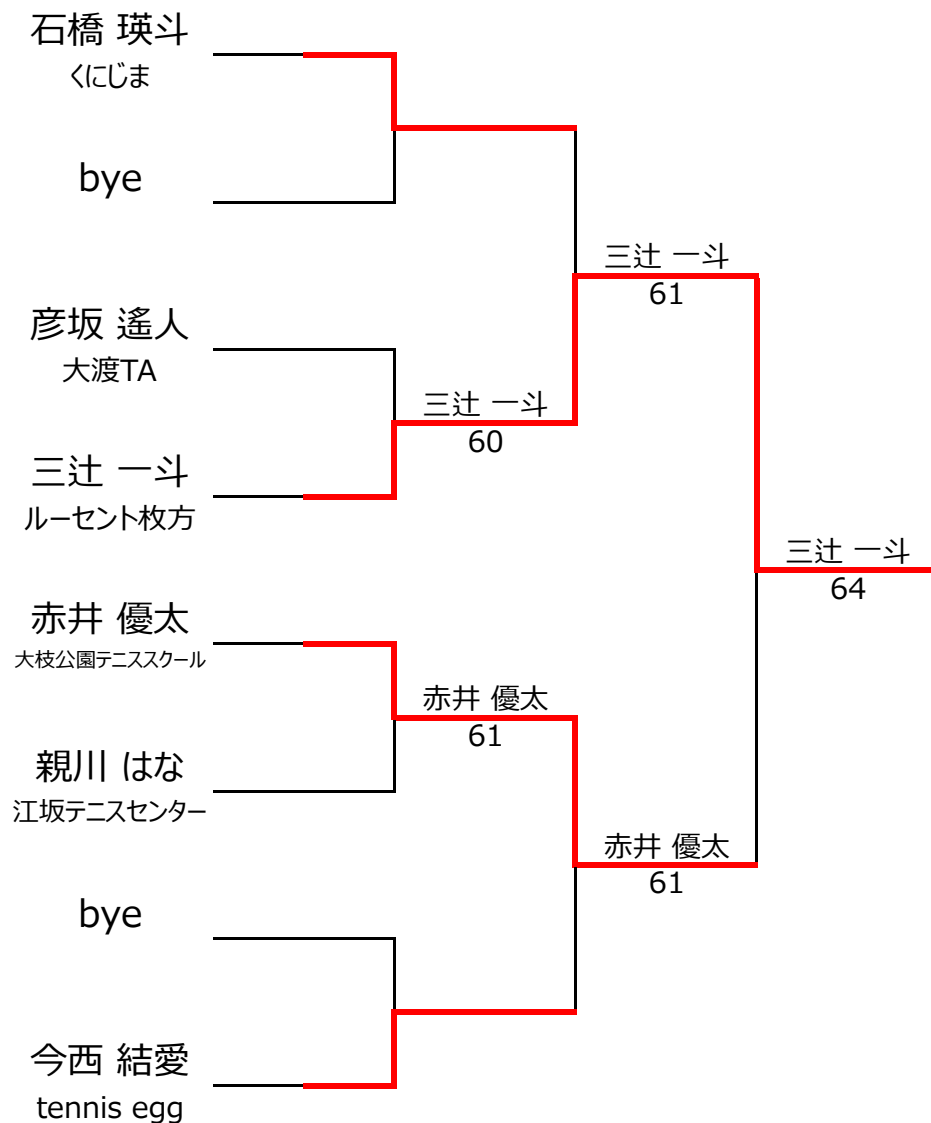 石橋 瑛斗
くにじま
bye
彦坂 遙人
大渡TA
三辻 一斗
ルーセント枚方
赤井 優太
大枝公園テニススクール
親川 はな
江坂テニスセンター
bye
今西 結愛
tennis egg
三辻 一斗
60
赤井 優太
61
三辻 一斗
61
赤井 優太
61
三辻 一斗
64